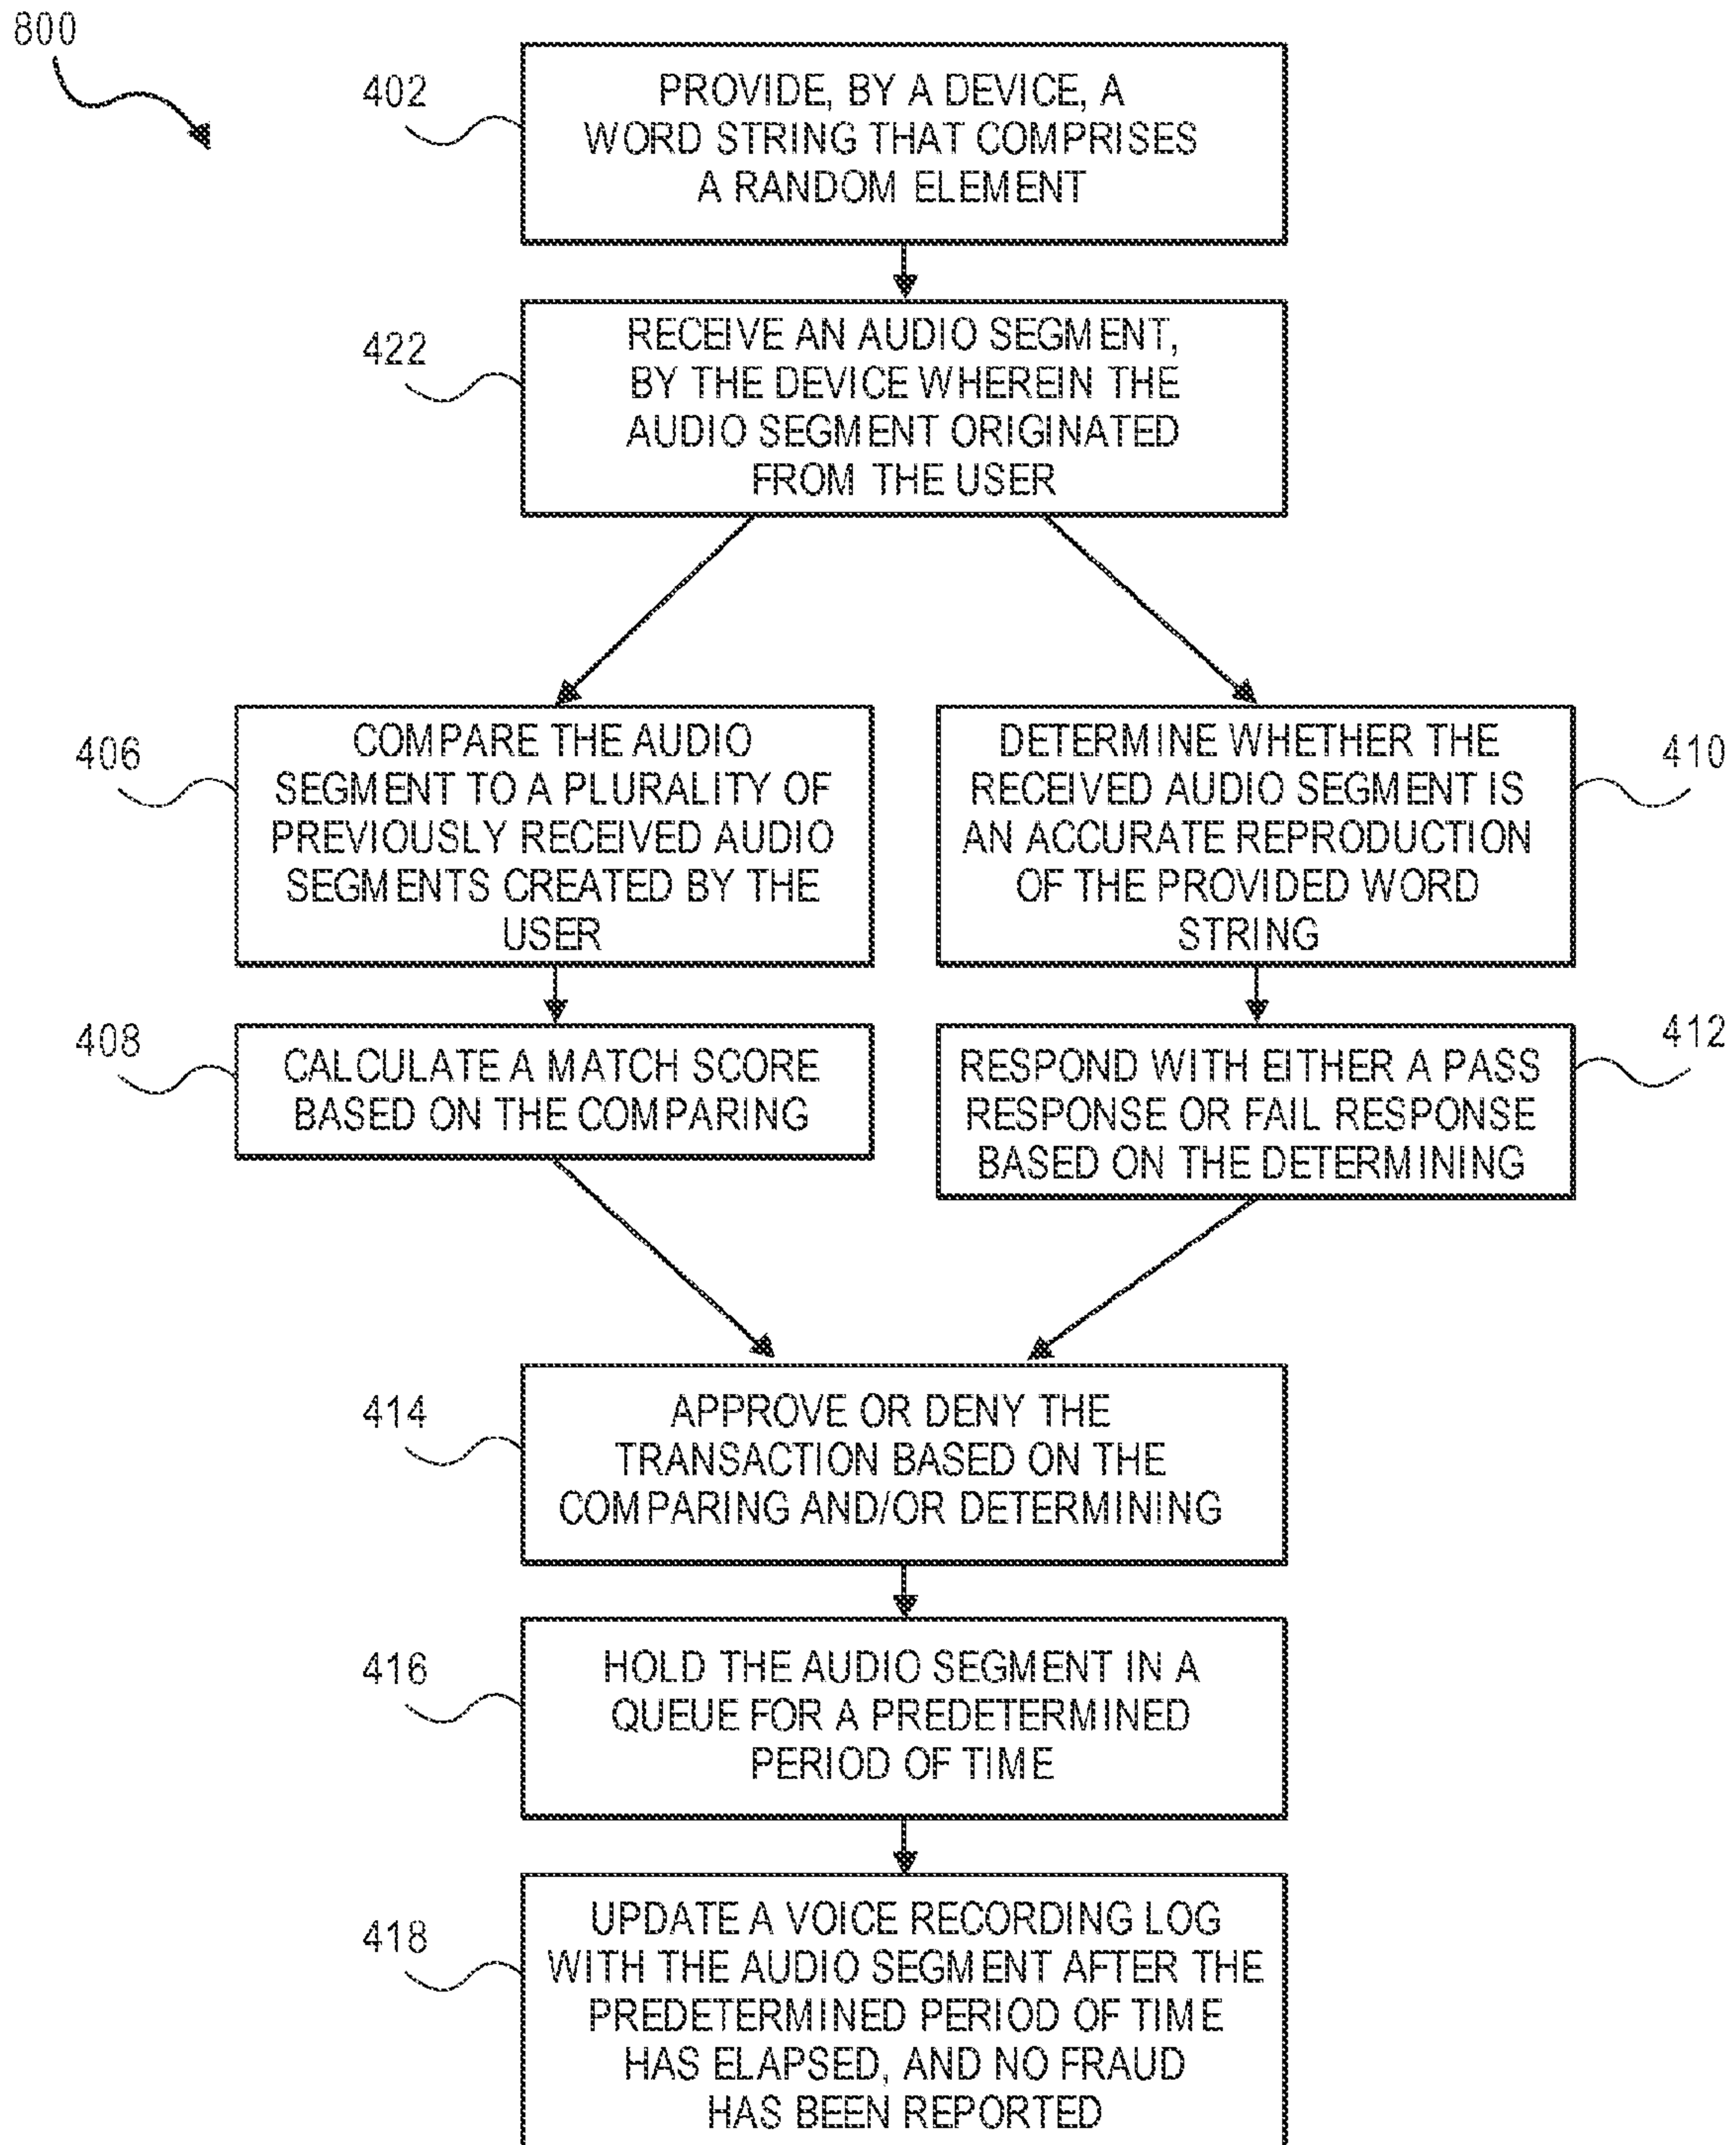 800
402
PROVIDE, BY A DEVICE, A
WORD STRING THAT COMPRISES
A RANDOM ELEMENT
422
RECEIVE AN AUDIO SEGMENT,
BY THE DEVICE WHEREIN THE
AUDIO SEGMENT ORIGINATED
FROM THE USER
406
COMPARE THE AUDIO
SEGMENT TO A PLURALITY OF
PREVIOUSLY RECEIVED AUDIO
SEGMENTS CREATED BY THE
USER
410
DETERMINE WHETHER THE
RECEIVED AUDIO SEGMENT IS
AN ACCURATE REPRODUCTION
OF THE PROVIDED WORD
STRING
408
CALCULATE A MATCH SCORE
BASED ON THE COMPARING
412
RESPOND WITH EITHER A PASS
RESPONSE OR FAIL RESPONSE
BASED ON THE DETERMINING
414
APPROVE OR DENY THE
TRANSACTION BASED ON THE
COMPARING AND/OR DETERMINING
416
HOLD THE AUDIO SEGMENT IN A
QUEUE FOR A PREDETERMINED
PERIOD OF TIME
418
UPDATE A VOICE RECORDING LOG
WITH THE AUDIO SEGMENT AFTER THE
PREDETERMINED PERIOD OF TIME
HAS ELAPSED, AND NO FRAUD
HAS BEEN REPORTED